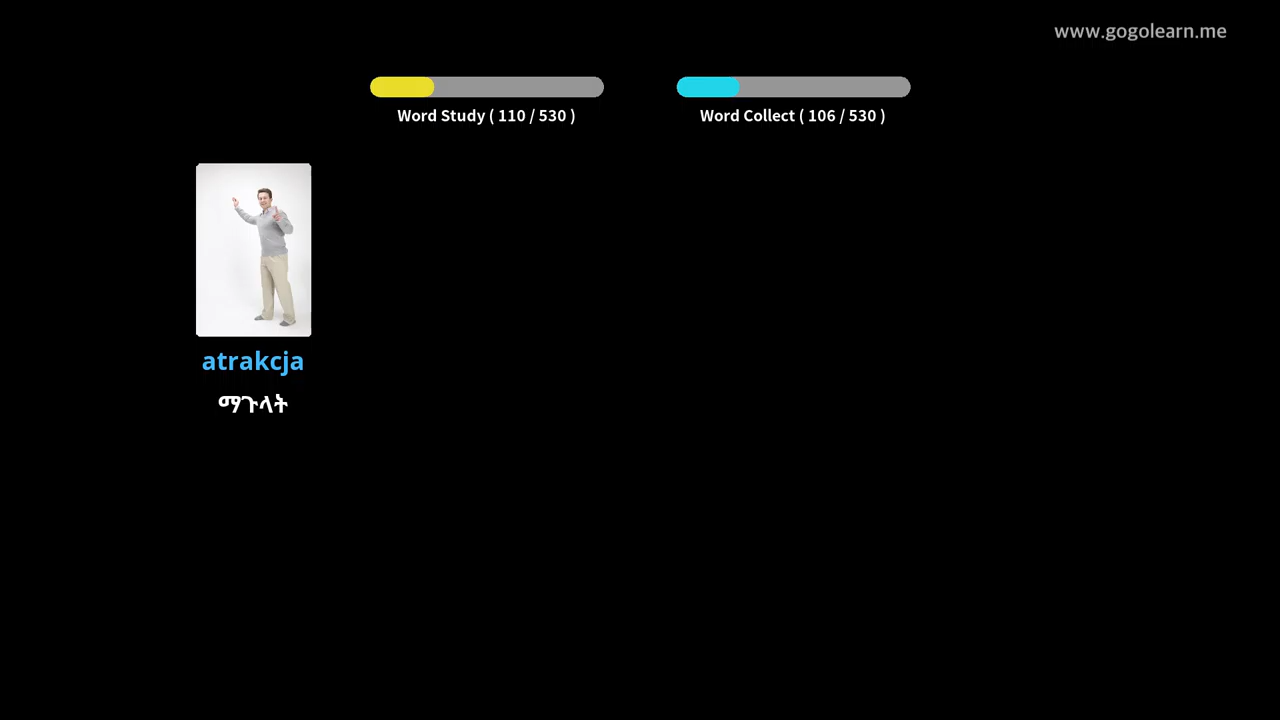 www.gogolearn.me
Word Study ( 110 / 530 )
Word Collect ( 106 / 530 )
atrakcja
ማጉላት